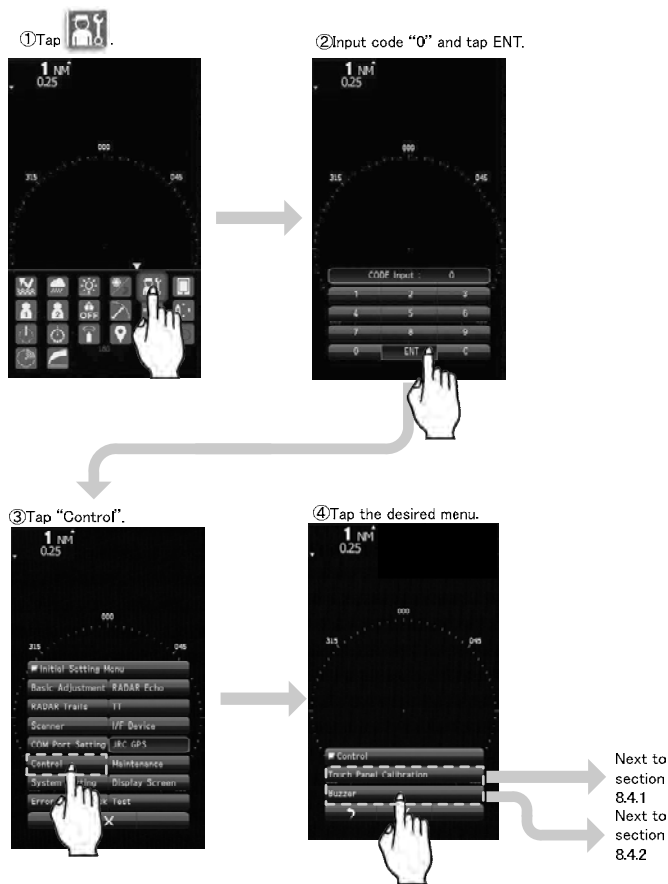 ①Tap .
②Input code “0” and tap ENT.
1 NM
0.25
000
315
045
OFF
1 NM
0.25
000
315
045
CODE Input : 0
1 2 3
4 5 6
7 8 9
0 ENT C
③Tap “Control”.
④Tap the desired menu.
1 NM
0.25
000
315
045
Initial Setting Menu
Basic Adjustment RADAR Echo
RADAR Trails TT
Scanner I/F Device
COM Port Setting JRC GPS
Control Maintenance
System Display Screen
Error Test
X
1 NM
0.25
000
315
045
Control
Touch Panel Calibration
Buzzer
Next to
section
8.4.1
Next to
section
8.4.2